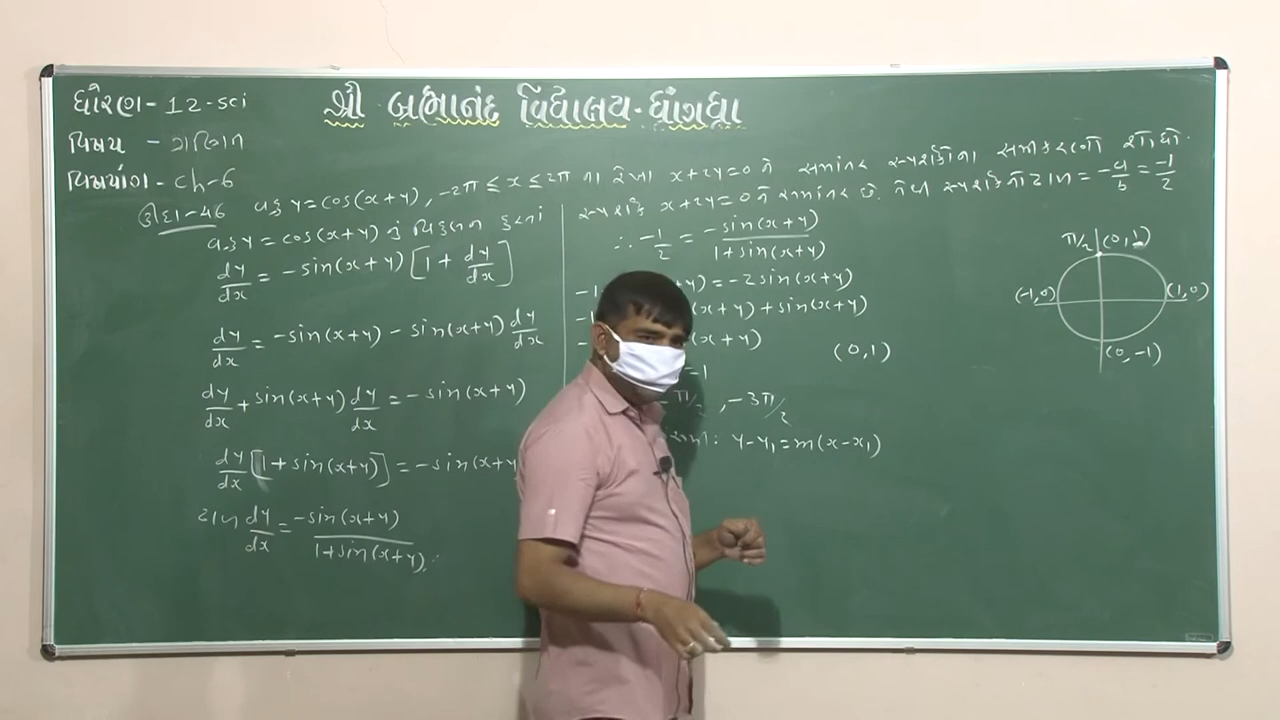 શ્રી બ્રહ્માનંદ વિદ્યાલય - ધ્રાંગધ્રા
ધોરણ - 12-sci
વિષય - ગણિત
વિષયાંગ - ch-6
ઉદા-46 વક્ર y=cos(x+y), -2π ≤ x ≤ 2π ના રેખા x+2y=0 ને સમાંતર સ્પર્શકોના સમીકરણો શોધો.
વક્ર y=cos(x+y) નું વિકલન કરતાં
dy/dx = -sin(x+y)[1 + dy/dx]
dy/dx = -sin(x+y) - sin(x+y) dy/dx
dy/dx + sin(x+y) dy/dx = -sin(x+y)
dy/dx [1+sin(x+y)] = -sin(x+y
ઢાળ dy/dx = -sin(x+y) / 1+sin(x+y)
સ્પર્શક x+2y=0 ને સમાંતર છે. તેથી સ્પર્શકનો ઢાળ = -a/b = -1/2
∴ -1/2 = -sin(x+y) / 1+sin(x+y)
-1 +y) = -2sin(x+y)
-1 (x+y) + sin(x+y)
- (x+y)
-1
π/2 , -3π/2
y-y₁=m(x-x₁)
(0,1)
π/2 (0,1)
(-1,0) (1,0)
(0,-1)